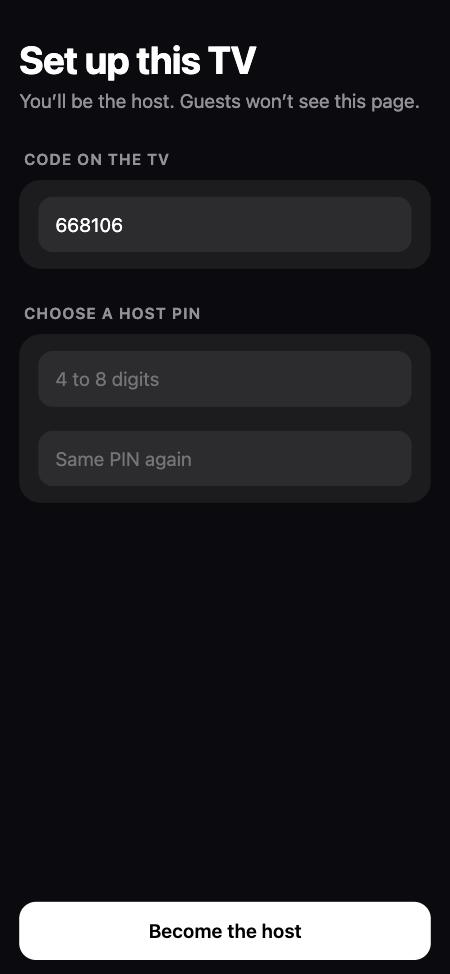 Set up this TV
You’ll be the host. Guests won’t see this page.
CODE ON THE TV
668106
CHOOSE A HOST PIN
4 to 8 digits
Same PIN again
Become the host